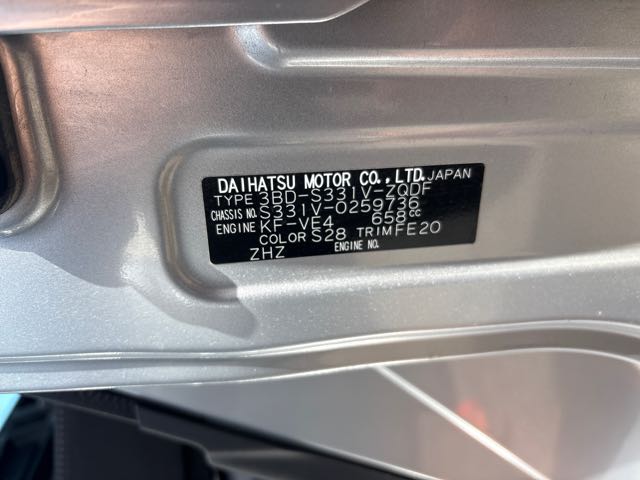 DAIHATSU MOTOR CO.,LTD. JAPAN
TYPE 3BD-S331V-ZQDF
CHASSIS NO. S331V-0259736
ENGINE KF-VE4 658cc
COLOR S28 TRIM FE20
ZHZ ENGINE NO.